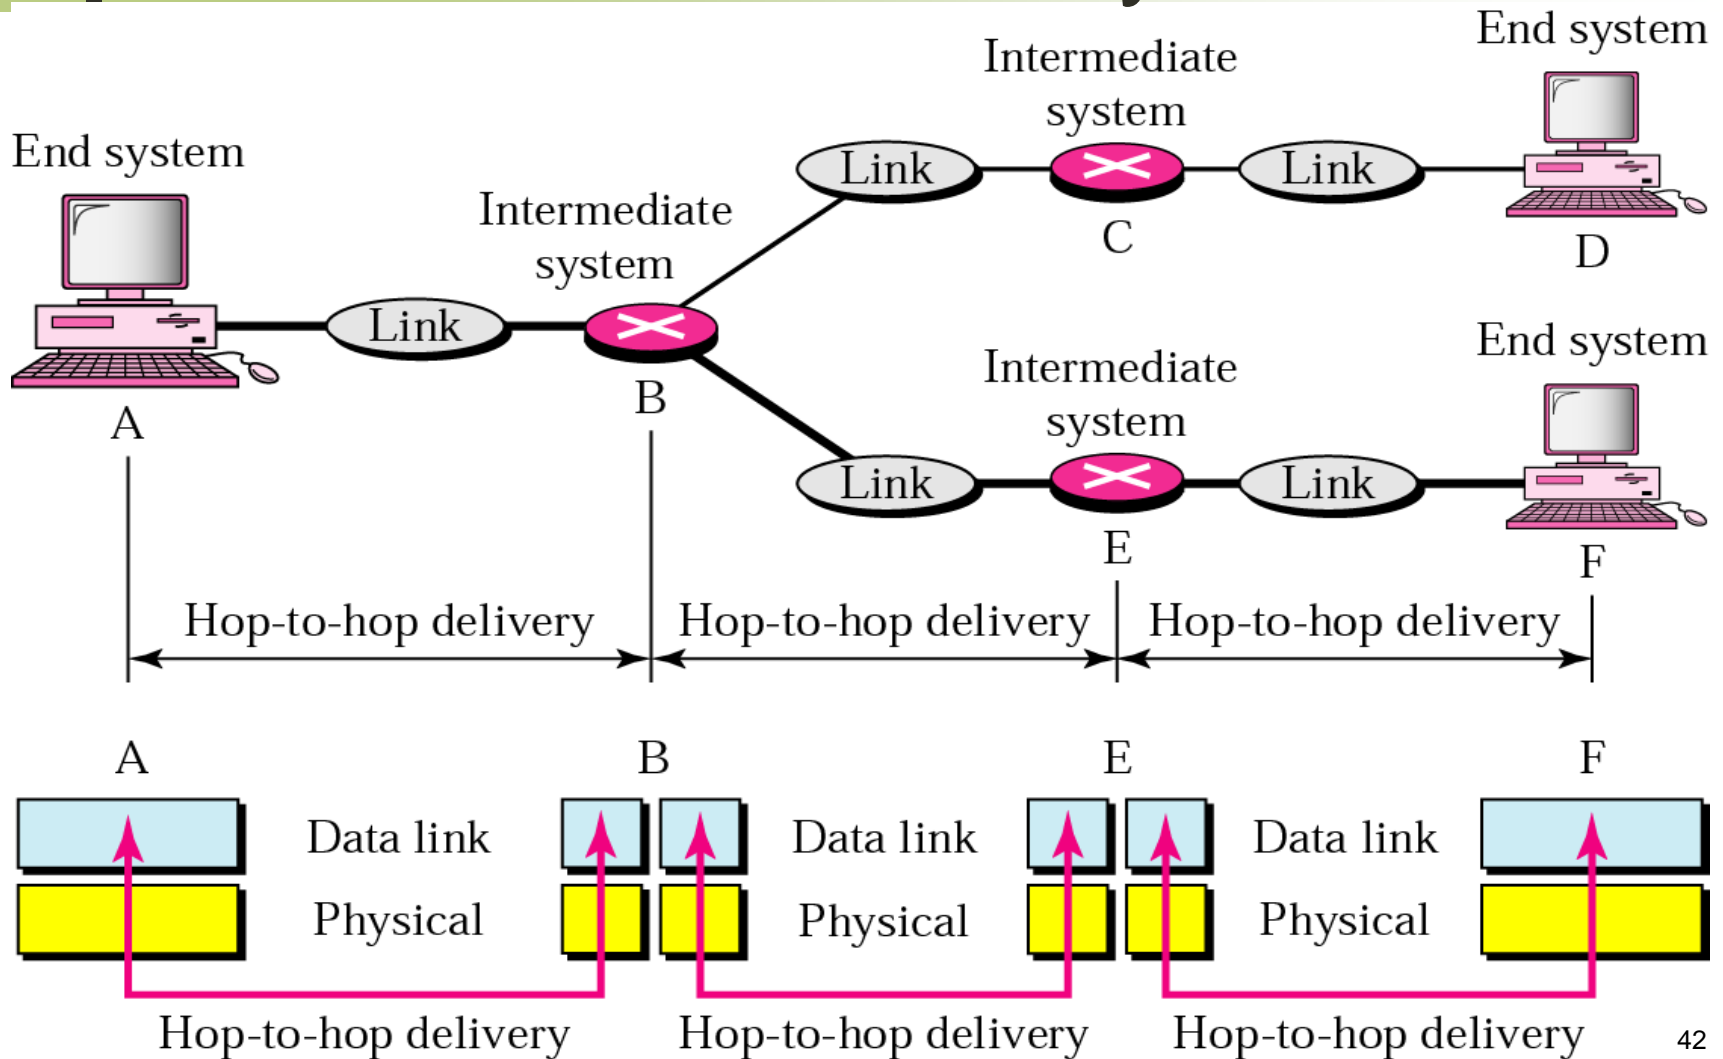 End system
Intermediate
system
End system
Link
C
Link
D
Intermediate
system
Link
B
A
End system
Intermediate
system
Link
E
Link
F
Hop-to-hop delivery
Hop-to-hop delivery
Hop-to-hop delivery
A
B
E
F
Data link
Data link
Data link
Physical
Physical
Physical
Hop-to-hop delivery
Hop-to-hop delivery
Hop-to-hop delivery
42